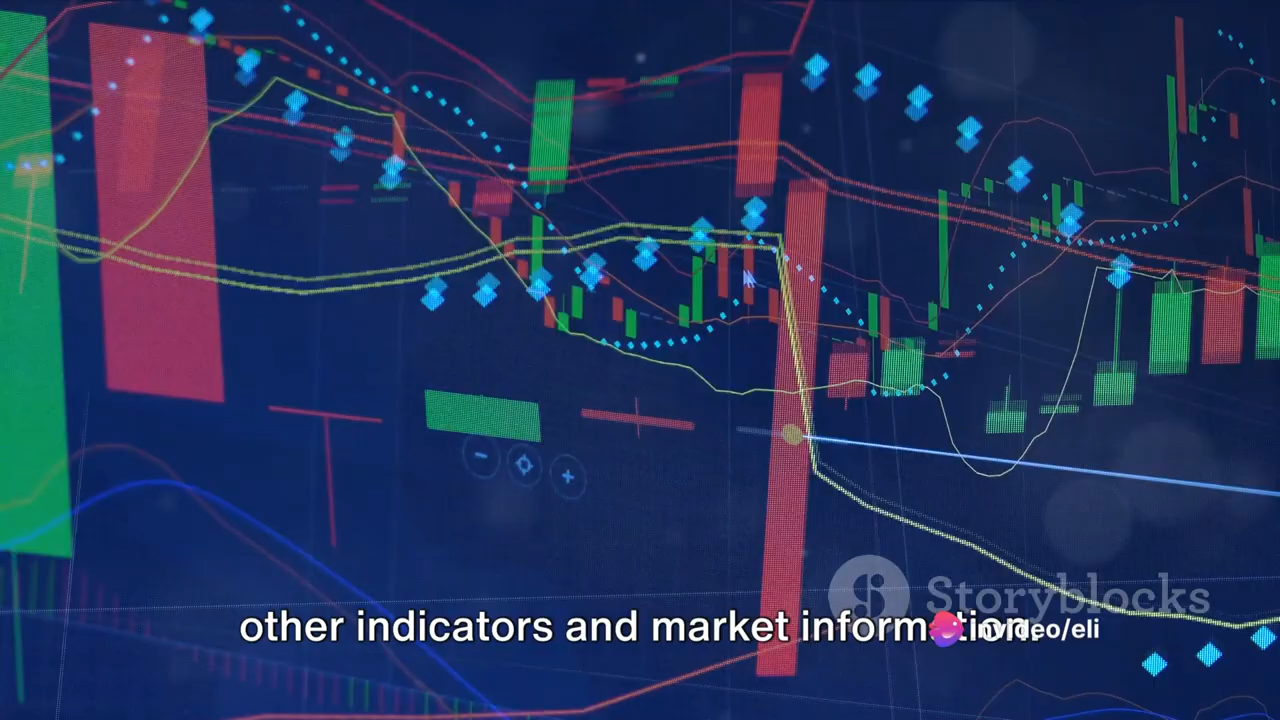 Storyblocks
other indicators and market information.
invideo/eli